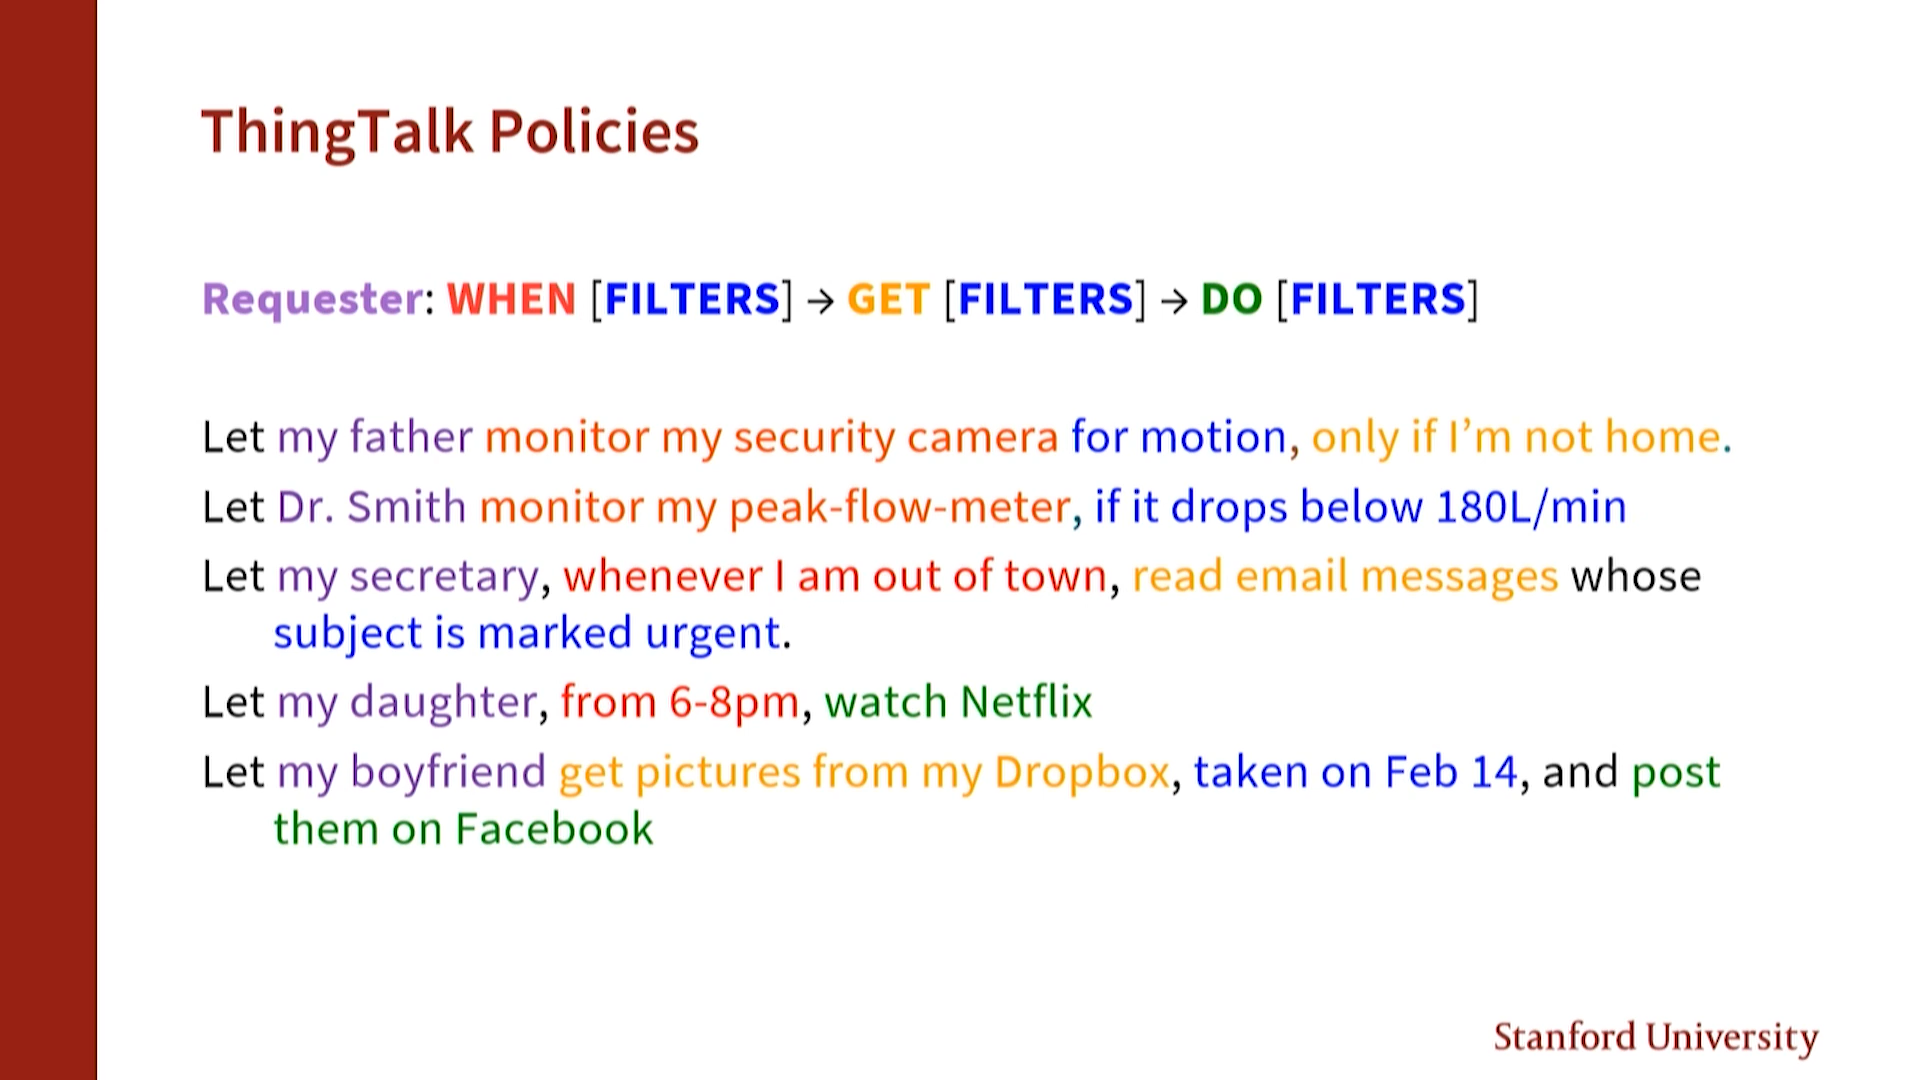 ThingTalk Policies
Requester: WHEN [FILTERS] → GET [FILTERS] → DO [FILTERS]
Let my father monitor my security camera for motion, only if I’m not home.
Let Dr. Smith monitor my peak-flow-meter, if it drops below 180L/min
Let my secretary, whenever I am out of town, read email messages whose
subject is marked urgent.
Let my daughter, from 6-8pm, watch Netflix
Let my boyfriend get pictures from my Dropbox, taken on Feb 14, and post
them on Facebook
Stanford University